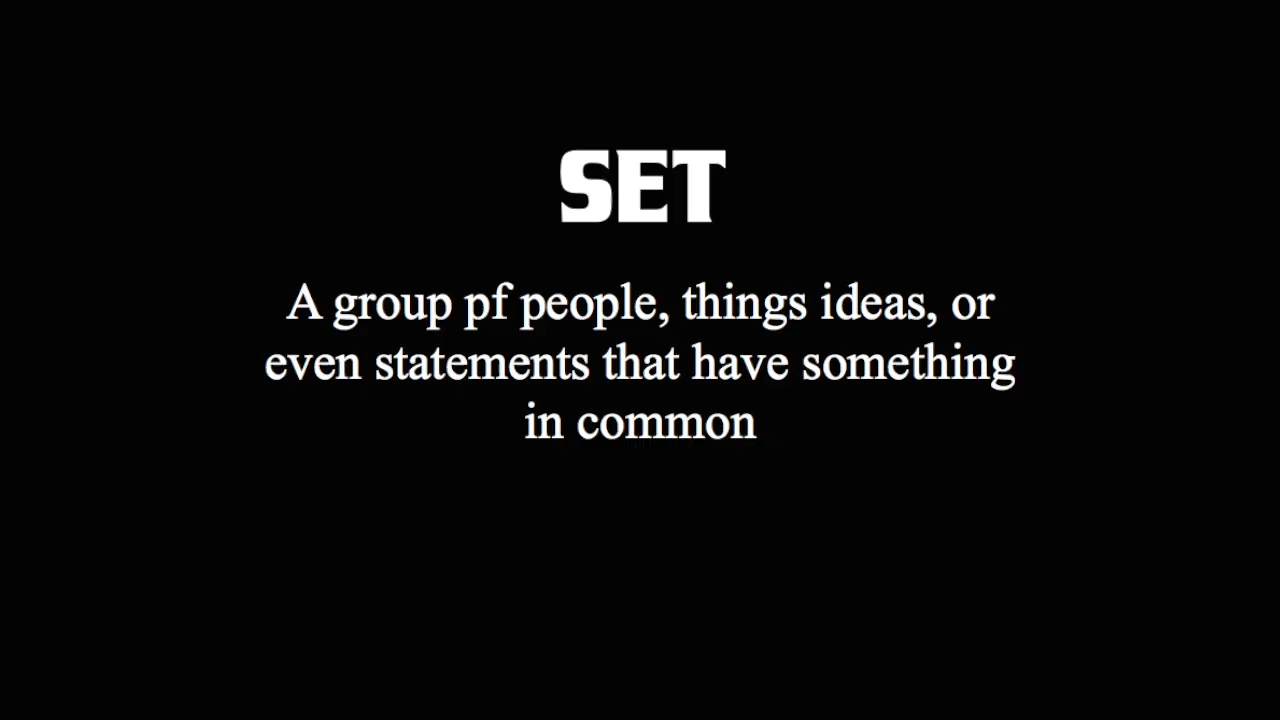 SET
A group pf people, things ideas, or
even statements that have something
in common